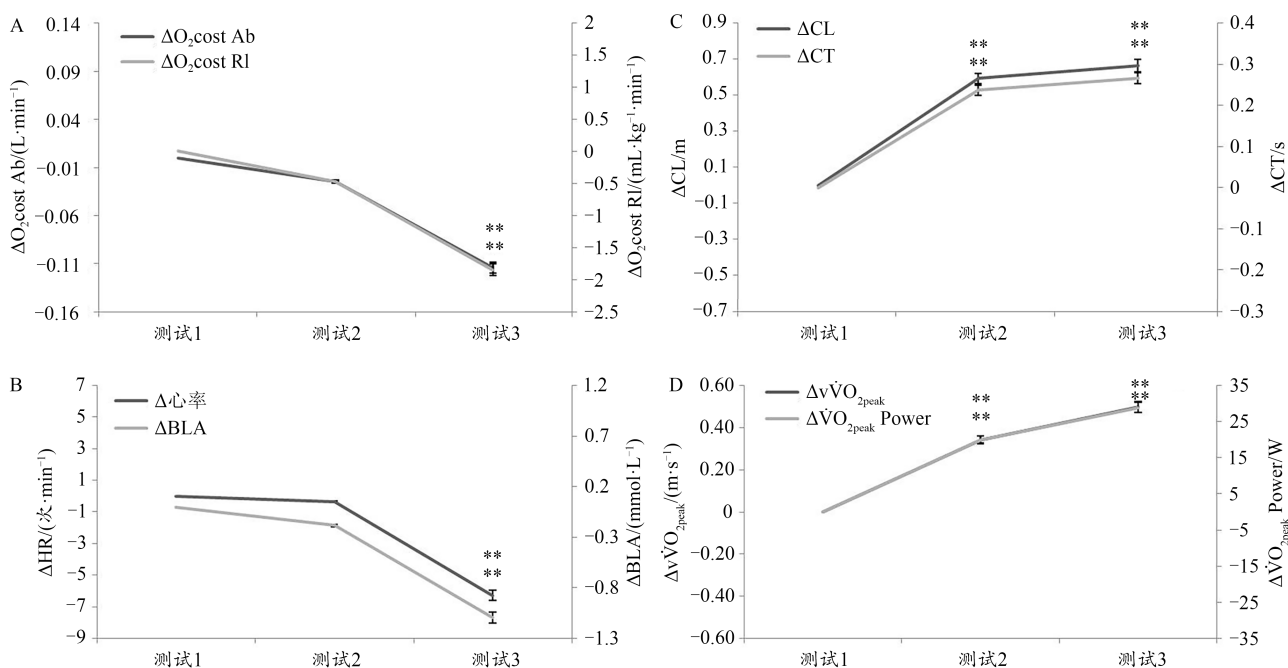 A
ΔO₂cost Ab
ΔO₂cost Rl
0.14
0.09
0.04
−0.01
−0.06
−0.11
−0.16
ΔO₂cost Ab/(L·min⁻¹)
2
1.5
1
0.5
0
−0.5
−1
−1.5
−2
−2.5
ΔO₂cost Rl/(mL·kg⁻¹·min⁻¹)
**
**
测试1
测试2
测试3
C
ΔCL
ΔCT
0.9
0.7
0.5
0.3
0.1
−0.1
−0.3
−0.5
−0.7
ΔCL/m
0.4
0.3
0.2
0.1
0
−0.1
−0.2
−0.3
ΔCT/s
**
**
**
**
测试1
测试2
测试3
B
Δ心率
ΔBLA
7
5
3
1
−1
−3
−5
−7
−9
ΔHR/(次·min⁻¹)
1.2
0.7
0.2
−0.3
−0.8
−1.3
ΔBLA/(mmol·L⁻¹)
**
**
测试1
测试2
测试3
D
ΔvV̇O₂peak
ΔV̇O₂peak Power
0.60
0.40
0.20
0
−0.20
−0.40
−0.60
ΔvV̇O₂peak/(m·s⁻¹)
35
25
15
5
−5
−15
25
35
ΔV̇O₂peak Power/W
**
**
**
**
测试1
测试2
测试3